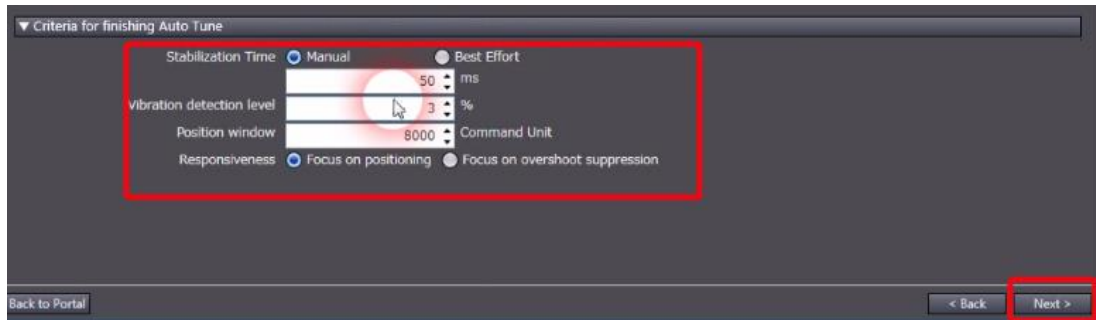 ▼ Criteria for finishing Auto Tune
Stabilization Time Manual Best Effort
50 ms
Vibration detection level 3 %
Position window 8000 Command Unit
Responsiveness Focus on positioning Focus on overshoot suppression
Back to Portal < Back Next >